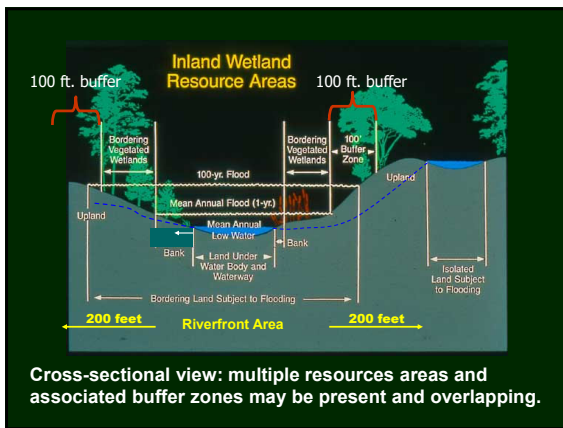 Inland Wetland
Resource Areas
100 ft. buffer
100 ft. buffer
Bordering
Vegetated
Wetlands
Bordering
Vegetated
Wetlands
100'
Buffer
Zone
100-yr. Flood
Upland
Upland
Mean Annual Flood (1-yr.)
Mean Annual
Low Water
Bank
Bank
Land Under
Water Body and
Waterway
Isolated
Land Subject
to Flooding
Bordering Land Subject to Flooding
200 feet
Riverfront Area
200 feet
Cross-sectional view: multiple resources areas and
associated buffer zones may be present and overlapping.